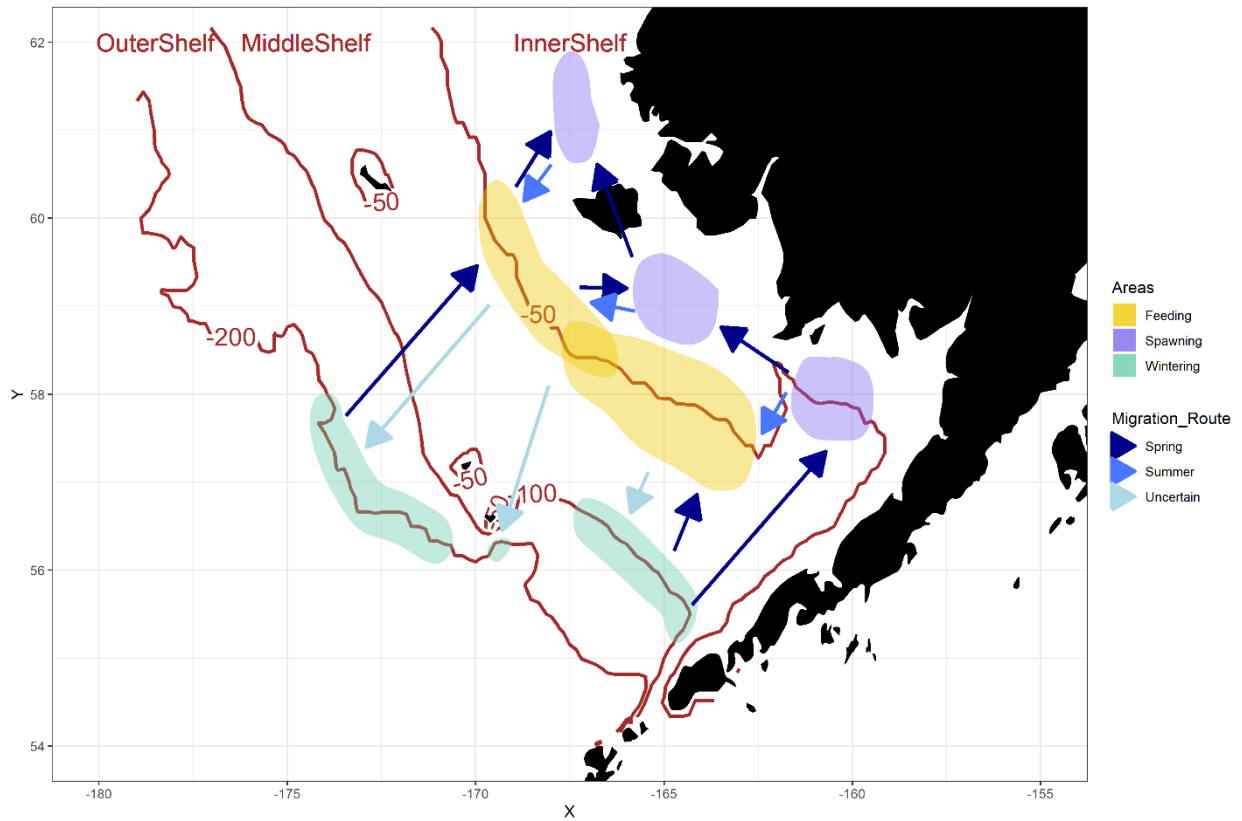 OuterShelf MiddleShelf InnerShelf
62
60
58
56
54
Y
-50
-50
-200
-50
-100
-180 -175 -170 -165 -160 -155
X
Areas
Feeding
Spawning
Wintering
Migration_Route
Spring
Summer
Uncertain